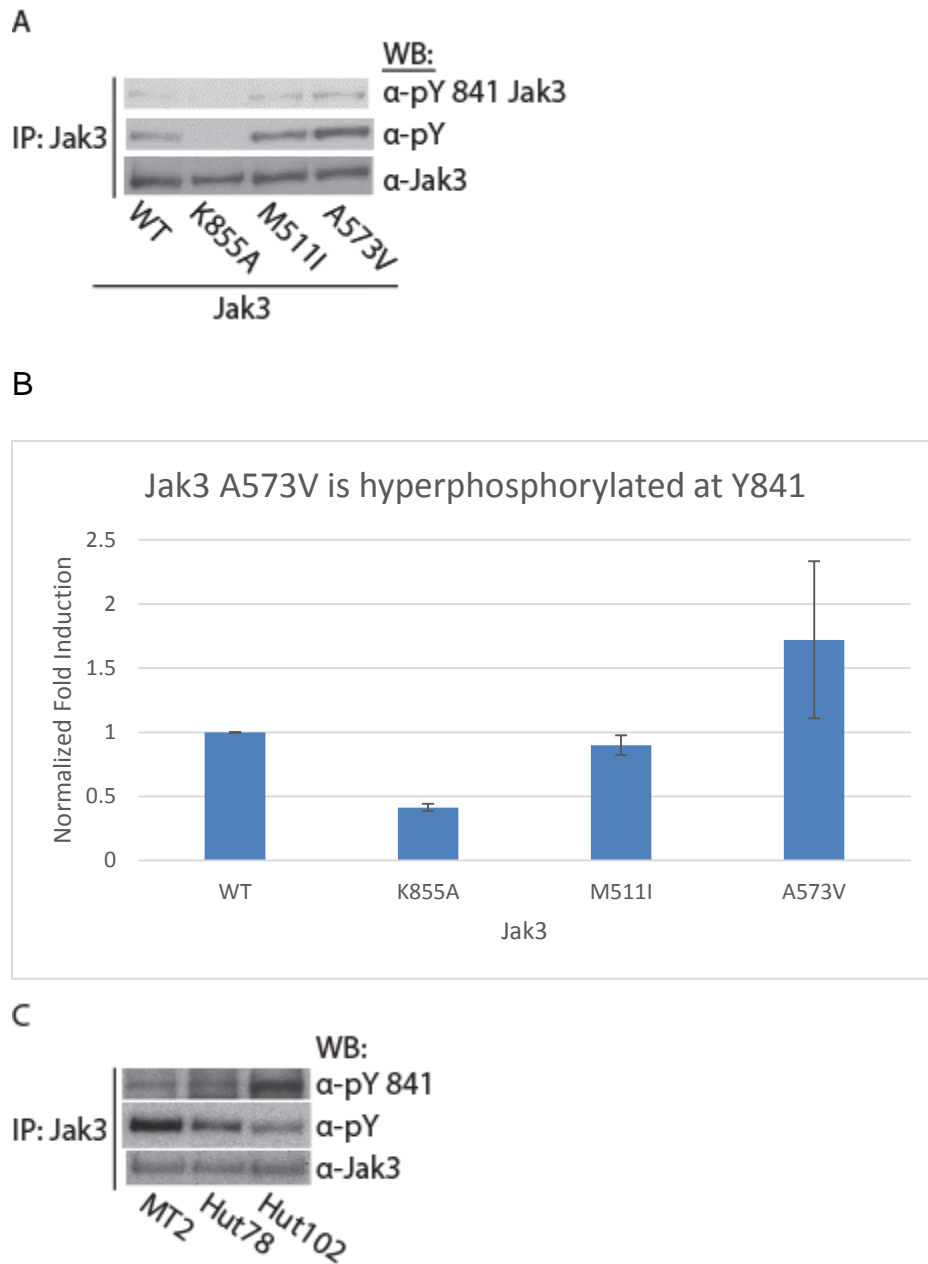 A
WB:
α-pY 841 Jak3
IP: Jak3
α-pY
α-Jak3
WT K855A M511I A573V
Jak3
B
Jak3 A573V is hyperphosphorylated at Y841
Normalized Fold Induction
2.5
2
1.5
1
0.5
0
WT K855A M511I A573V
Jak3
C
WB:
α-pY 841
IP: Jak3
α-pY
α-Jak3
MT2 Hut78 Hut102